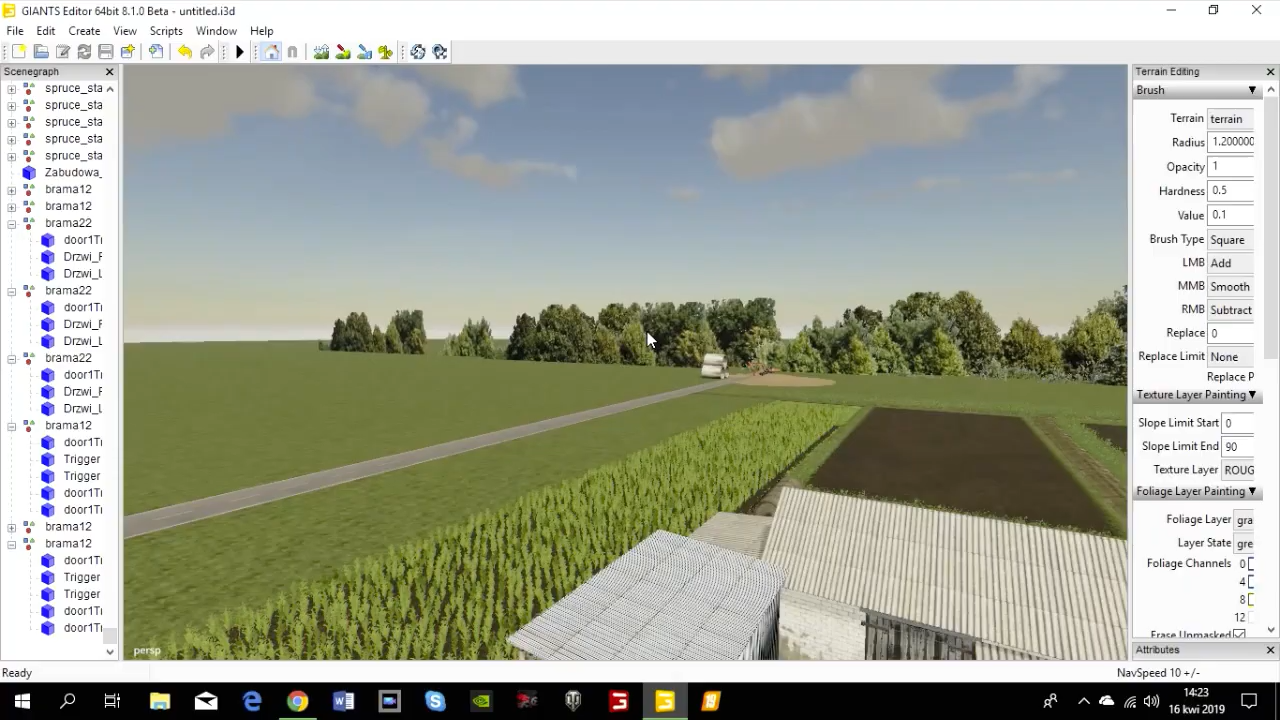 GIANTS Editor 64bit 8.1.0 Beta - untitled.i3d
File Edit Create View Scripts Window Help
Scenegraph
spruce_sta
spruce_sta
spruce_sta
spruce_sta
spruce_sta
Zabudowa_
brama12
brama12
brama22
door1Tr
Drzwi_F
Drzwi_L
brama22
door1Tr
Drzwi_F
Drzwi_L
brama22
door1Tr
Drzwi_F
Drzwi_L
brama12
door1Tr
Trigger
Trigger
door1Tr
door1Tr
brama12
brama12
door1Tr
Trigger
Trigger
door1Tr
door1Tr
persp
Terrain Editing
Brush
Terrain terrain
Radius 1.200000
Opacity 1
Hardness 0.5
Value 0.1
Brush Type Square
LMB Add
MMB Smooth
RMB Subtract
Replace 0
Replace Limit None
Replace P
Texture Layer Painting
Slope Limit Start 0
Slope Limit End 90
Texture Layer ROUG
Foliage Layer Painting
Foliage Layer gra
Layer State gre
Foliage Channels 0
4
8
12
Erase Unmasked
Attributes
Ready
NavSpeed 10 +/-
14:23
16 kwi 2019